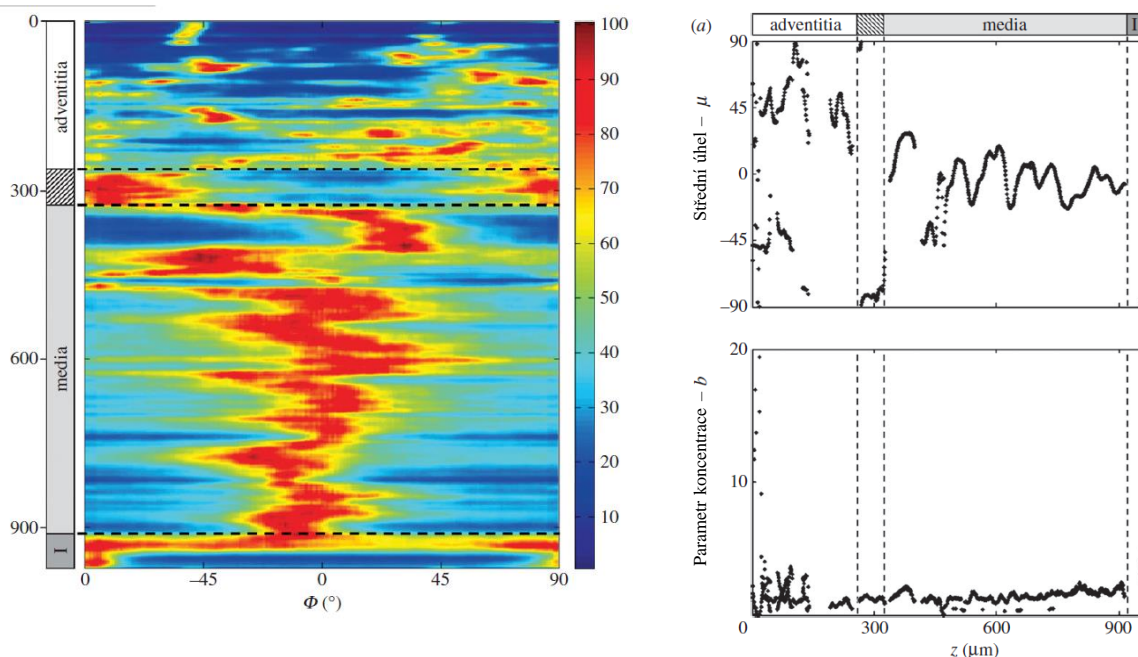 0
300
600
900
adventitia
media
I
0
−45
0
45
90
Φ (°)
100
90
80
70
60
50
40
30
20
10
(a)
adventitia
media
I
90
45
0
−45
−90
Střední úhel – μ
20
10
0
Parametr koncentrace – b
300
600
900
z (μm)